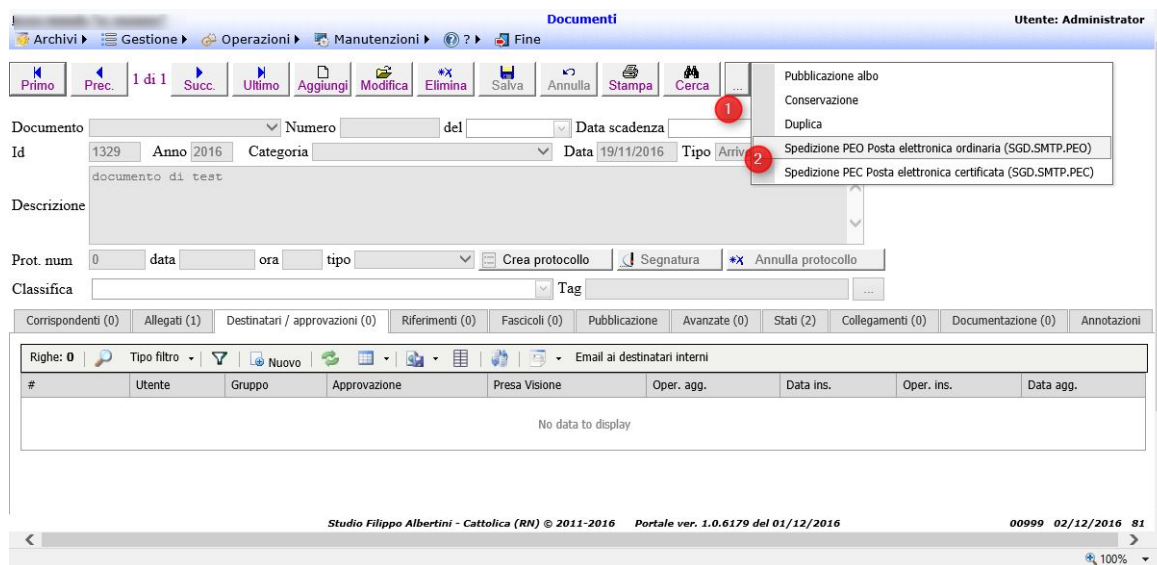 Documenti
Utente: Administrator
Archivi Gestione Operazioni Manutenzioni ? Fine
Primo Prec. 1 di 1 Succ. Ultimo Aggiungi Modifica Elimina Salva Annulla Stampa Cerca ...
1
Pubblicazione albo
Conservazione
Duplica
2
Spedizione PEO Posta elettronica ordinaria (SGD.SMTP.PEO)
Spedizione PEC Posta elettronica certificata (SGD.SMTP.PEC)
Documento Numero del Data scadenza
Id 1329 Anno 2016 Categoria Data 19/11/2016 Tipo
Descrizione documento di test
Prot. num 0 data ora tipo Crea protocollo Segnatura Annulla protocollo
Classifica Tag ...
Corrispondenti (0) Allegati (1) Destinatari / approvazioni (0) Riferimenti (0) Fascicoli (0) Pubblicazione Avanzate (0) Stati (2) Collegamenti (0) Documentazione (0) Annotazioni
Righe: 0 Tipo filtro Nuovo Email ai destinatari interni
# Utente Gruppo Approvazione Presa Visione Oper. agg. Data ins. Oper. ins. Data agg.
No data to display
Studio Filippo Albertini - Cattolica (RN) © 2011-2016 Portale ver. 1.0.6179 del 01/12/2016 00999 02/12/2016 81
100%